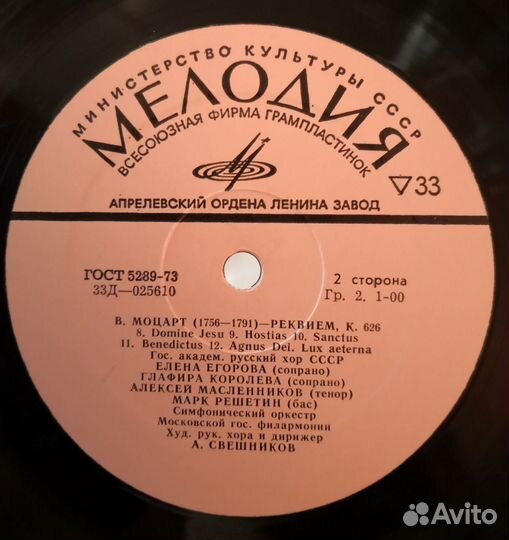 МИНИСТЕРСТВО КУЛЬТУРЫ СССР
МЕЛОДИЯ
ВСЕСОЮЗНАЯ ФИРМА ГРАМПЛАСТИНОК
▽33
АПРЕЛЕВСКИЙ ОРДЕНА ЛЕНИНА ЗАВОД
ГОСТ 5289-73
33Д—025610
2 сторона
Гр. 2. 1-00
В. МОЦАРТ (1756—1791)—РЕКВИЕМ, К. 626
8. Domine Jesu 9. Hostias 10. Sanctus
11. Benedictus 12. Agnus Dei. Lux aeterna
Гос. академ. русский хор СССР
ЕЛЕНА ЕГОРОВА (сопрано)
ГЛАФИРА КОРОЛЕВА (сопрано)
АЛЕКСЕЙ МАСЛЕННИКОВ (тенор)
МАРК РЕШЕТИН (бас)
Симфонический оркестр
Московской гос. филармонии
Худ. рук. хора и дирижер
А. СВЕШНИКОВ
Avito